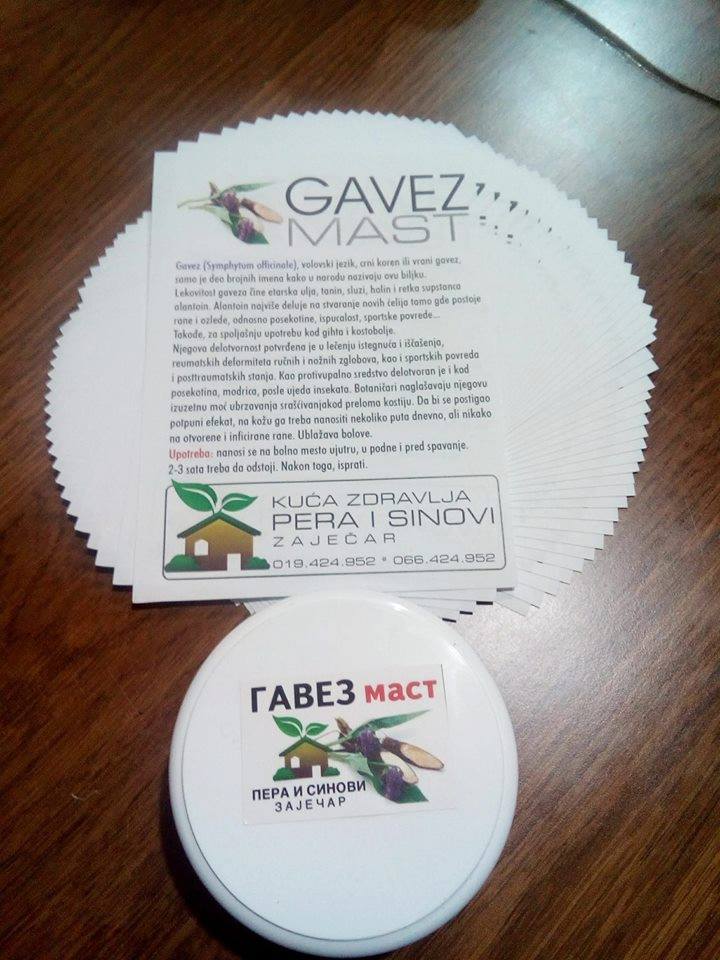 GAVEZ
MAST
Gavez (Symphytum officinale), volovski jezik, crni koren ili vrani gavez,
samo je deo brojnih imena kako u narodu nazivaju ovu biljku.
Lekovitost gaveza čine etarska ulja, tanin, sluzi, holin i retka supstanca
alantoin. Alantoin najviše deluje na stvaranje novih ćelija tamo gde postoje
rane i ozlede, odnosno posekotine, ispucalost, sportske povrede...
Takođe, za spoljašnju upotrebu kod gihta i kostobolje.
Njegova delotvornost potvrđena je u lečenju istegnuća i iščašenja,
reumatskih deformiteta ručnih i nožnih zglobova, kao i sportskih povreda
i posttraumatskih stanja. Kao protivupalno sredstvo delotvoran je i kod
posekotina, modrica, posle ujeda insekata. Botaničari naglašavaju njegovu
izuzetnu moć ubrzavanja srašćivanjakod preloma kostiju. Da bi se postigao
potpuni efekat, na kožu ga treba nanositi nekoliko puta dnevno, ali nikako
na otvorene i inficirane rane. Ublažava bolove.
Upotreba: nanosi se na bolno mesto ujutru, u podne i pred spavanje.
2-3 sata treba da odstoji. Nakon toga, isprati.
KUĆA ZDRAVLJA
PERA I SINOVI
ZAJEČAR
019.424.952 * 066.424.952
ГАВЕЗ маст
ПЕРА И СИНОВИ
ЗАЈЕЧАР